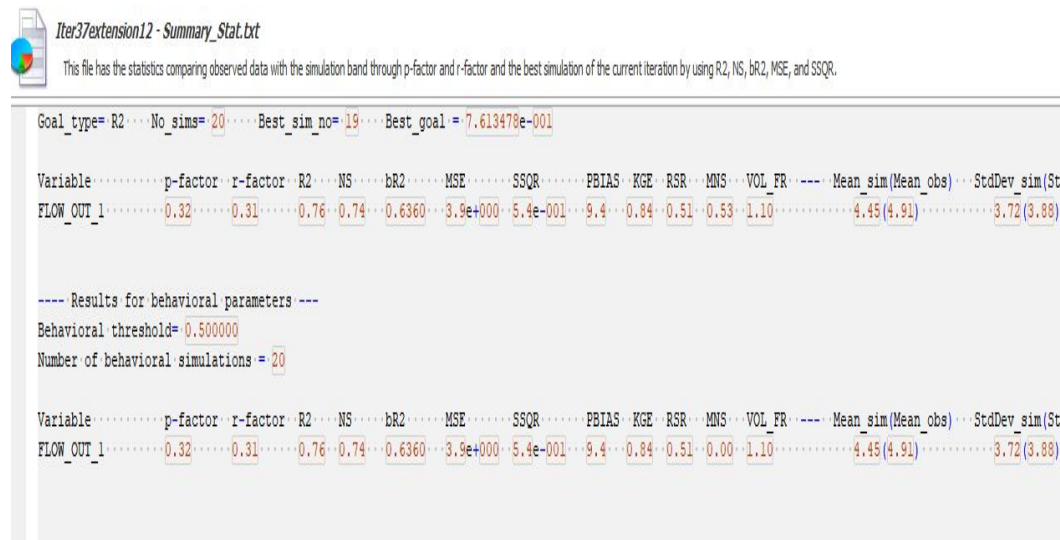 Iter37extension12 - Summary_Stat.txt
This file has the statistics comparing observed data with the simulation band through p-factor and r-factor and the best simulation of the current iteration by using R2, NS, bR2, MSE, and SSQR.
Goal_type= R2 No_sims= 20 Best_sim_no= 19 Best_goal = 7.613478e-001
Variable p-factor r-factor R2 NS bR2 MSE SSQR PBIAS KGE RSR MNS VOL_FR --- Mean_sim(Mean_obs) StdDev_sim(St
FLOW_OUT_1 0.32 0.31 0.76 0.74 0.6360 3.9e+000 5.4e-001 9.4 0.84 0.51 0.53 1.10 4.45(4.91) 3.72(3.88)
---- Results for behavioral parameters ---
Behavioral threshold= 0.500000
Number of behavioral simulations = 20
Variable p-factor r-factor R2 NS bR2 MSE SSQR PBIAS KGE RSR MNS VOL_FR --- Mean_sim(Mean_obs) StdDev_sim(St
FLOW_OUT_1 0.32 0.31 0.76 0.74 0.6360 3.9e+000 5.4e-001 9.4 0.84 0.51 0.00 1.10 4.45(4.91) 3.72(3.88)